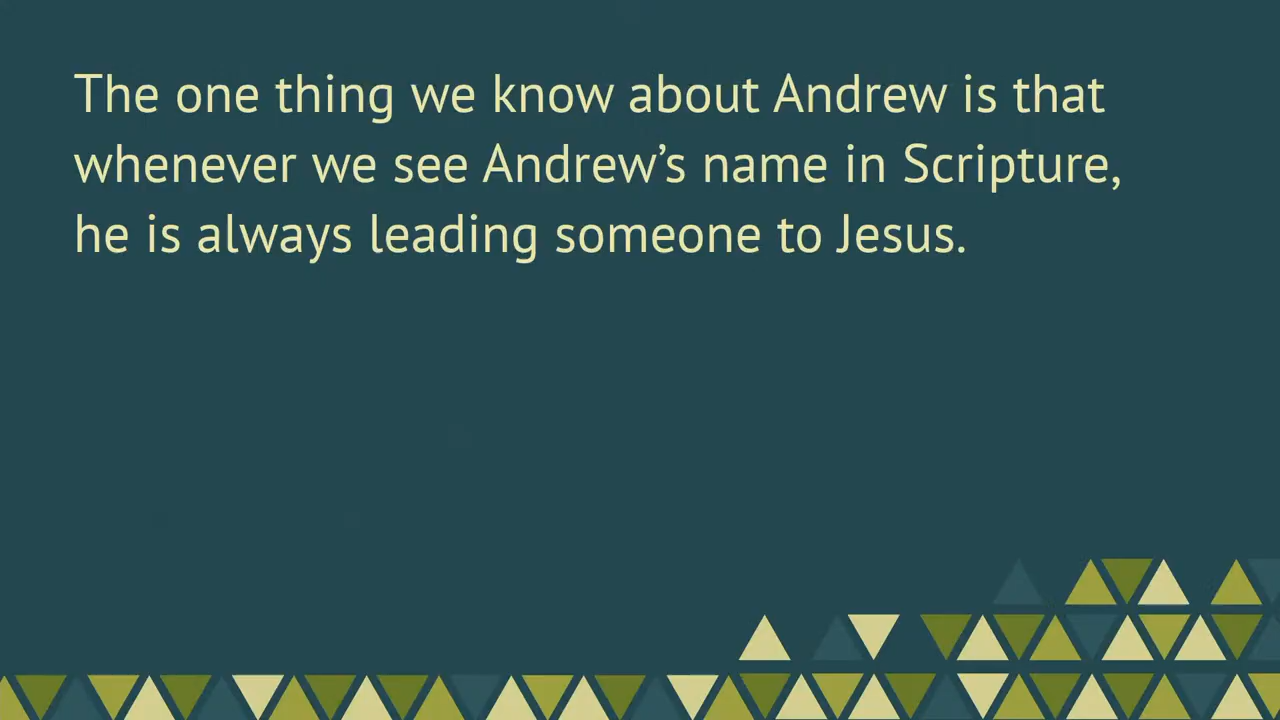 The one thing we know about Andrew is that
whenever we see Andrew’s name in Scripture,
he is always leading someone to Jesus.